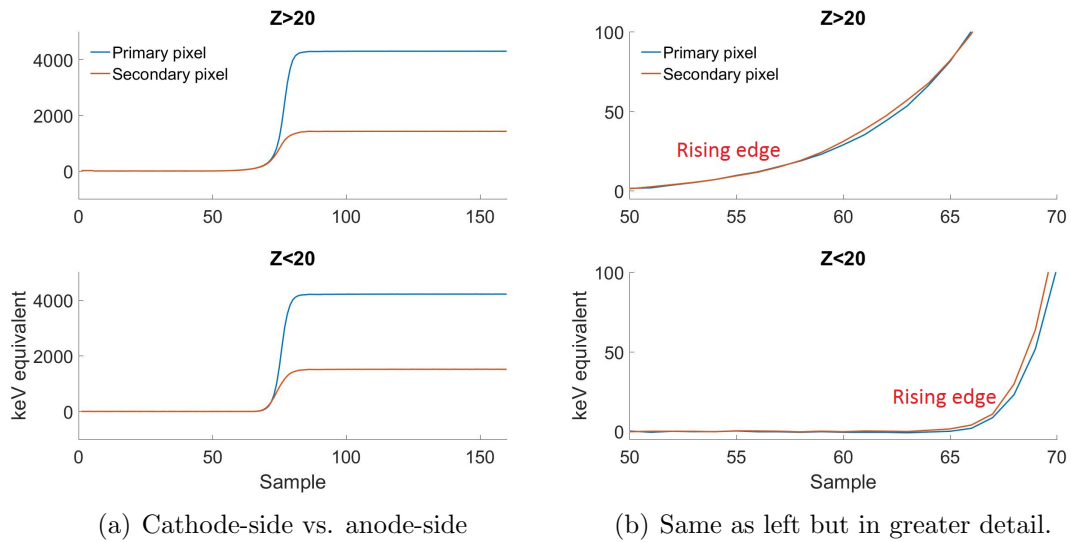 Z>20
Primary pixel
Secondary pixel
4000
2000
0
0 50 100 150
Z>20
Primary pixel
Secondary pixel
100
50
0
Rising edge
50 55 60 65 70
Z<20
keV equivalent
4000
2000
0
0 50 100 150
Sample
Z<20
keV equivalent
100
50
0
Rising edge
50 55 60 65 70
Sample
(a) Cathode-side vs. anode-side
(b) Same as left but in greater detail.